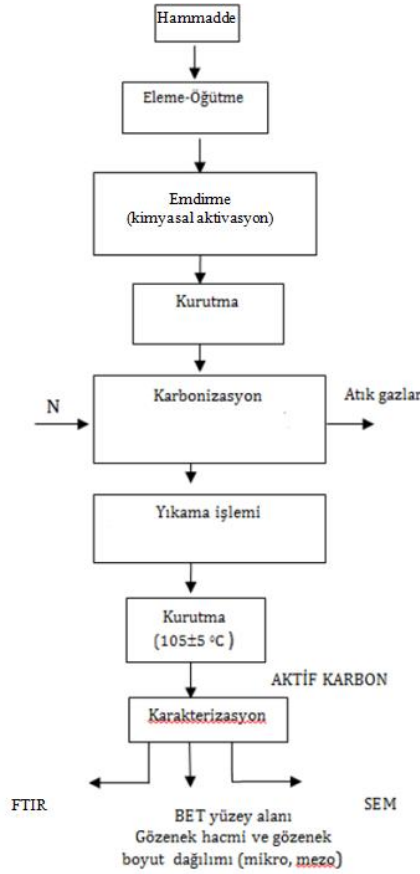 Hammadde
Eleme-Öğütme
Emdirme
(kimyasal aktivasyon)
Kurutma
Karbonizasyon
N
Atık gazlar
Yıkama işlemi
Kurutma
(105±5 ⁰C )
AKTİF KARBON
Karakterizasyon
FTIR
BET yüzey alanı
Gözenek hacmi ve gözenek
boyut dağılımı (mikro, mezo)
SEM